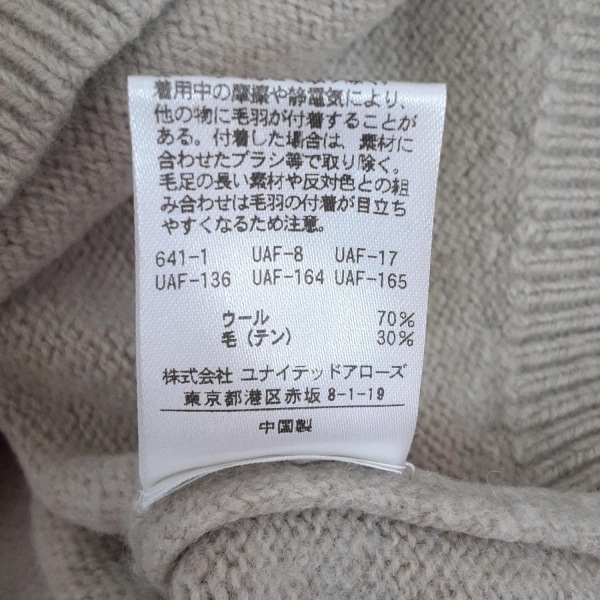 着用中の摩擦や静電気により、
他の物に毛羽が付着することが
ある。付着した場合は、素材に
合わせたブラシ等で取り除く。
毛足の長い素材や反対色との組
み合わせは毛羽の付着が目立ち
やすくなるため注意。
641-1 UAF-8 UAF-17
UAF-136 UAF-164 UAF-165
ウール 70%
毛(テン) 30%
株式会社 ユナイテッドアローズ
東京都港区赤坂 8-1-19
中国製